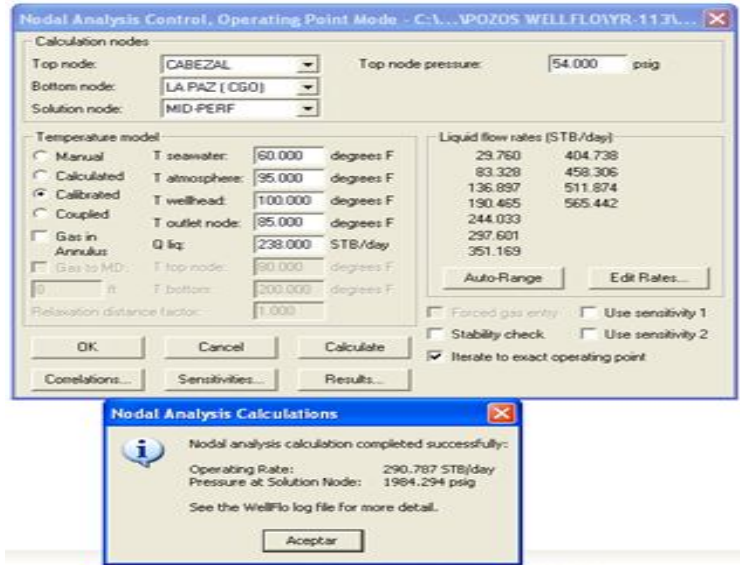 Nodal Analysis Control, Operating Point Mode - C:\...\POZOS WELLFLO\YR-113\...
Calculation nodes
Top node: CABEZAL Top node pressure: 54.000 psig
Bottom node: LA PAZ (CGO)
Solution node: MID-PERF
Temperature model
Manual T seawater: 60.000 degrees F
Calculated T atmosphere: 95.000 degrees F
Calibrated T wellhead: 100.000 degrees F
Coupled T outlet node: 85.000 degrees F
Gas in Annulus Q liq: 238.000 STB/day
Gas to MD: T top node: 80.000 degrees F
0 ft T bottom: 200.000 degrees F
Relaxation distance factor: 1.000
Liquid flow rates (STB/day)
29.760 404.738
83.328 458.306
136.897 511.874
190.465 565.442
244.033
297.601
351.169
Auto-Range Edit Rates...
Forced gas entry Use sensitivity 1
Stability check Use sensitivity 2
Iterate to exact operating point
OK Cancel Calculate
Correlations... Sensitivities... Results...
Nodal Analysis Calculations
Nodal analysis calculation completed successfully:
Operating Rate: 290.787 STB/day
Pressure at Solution Node: 1984.294 psig
See the WellFlo log file for more detail.
Aceptar